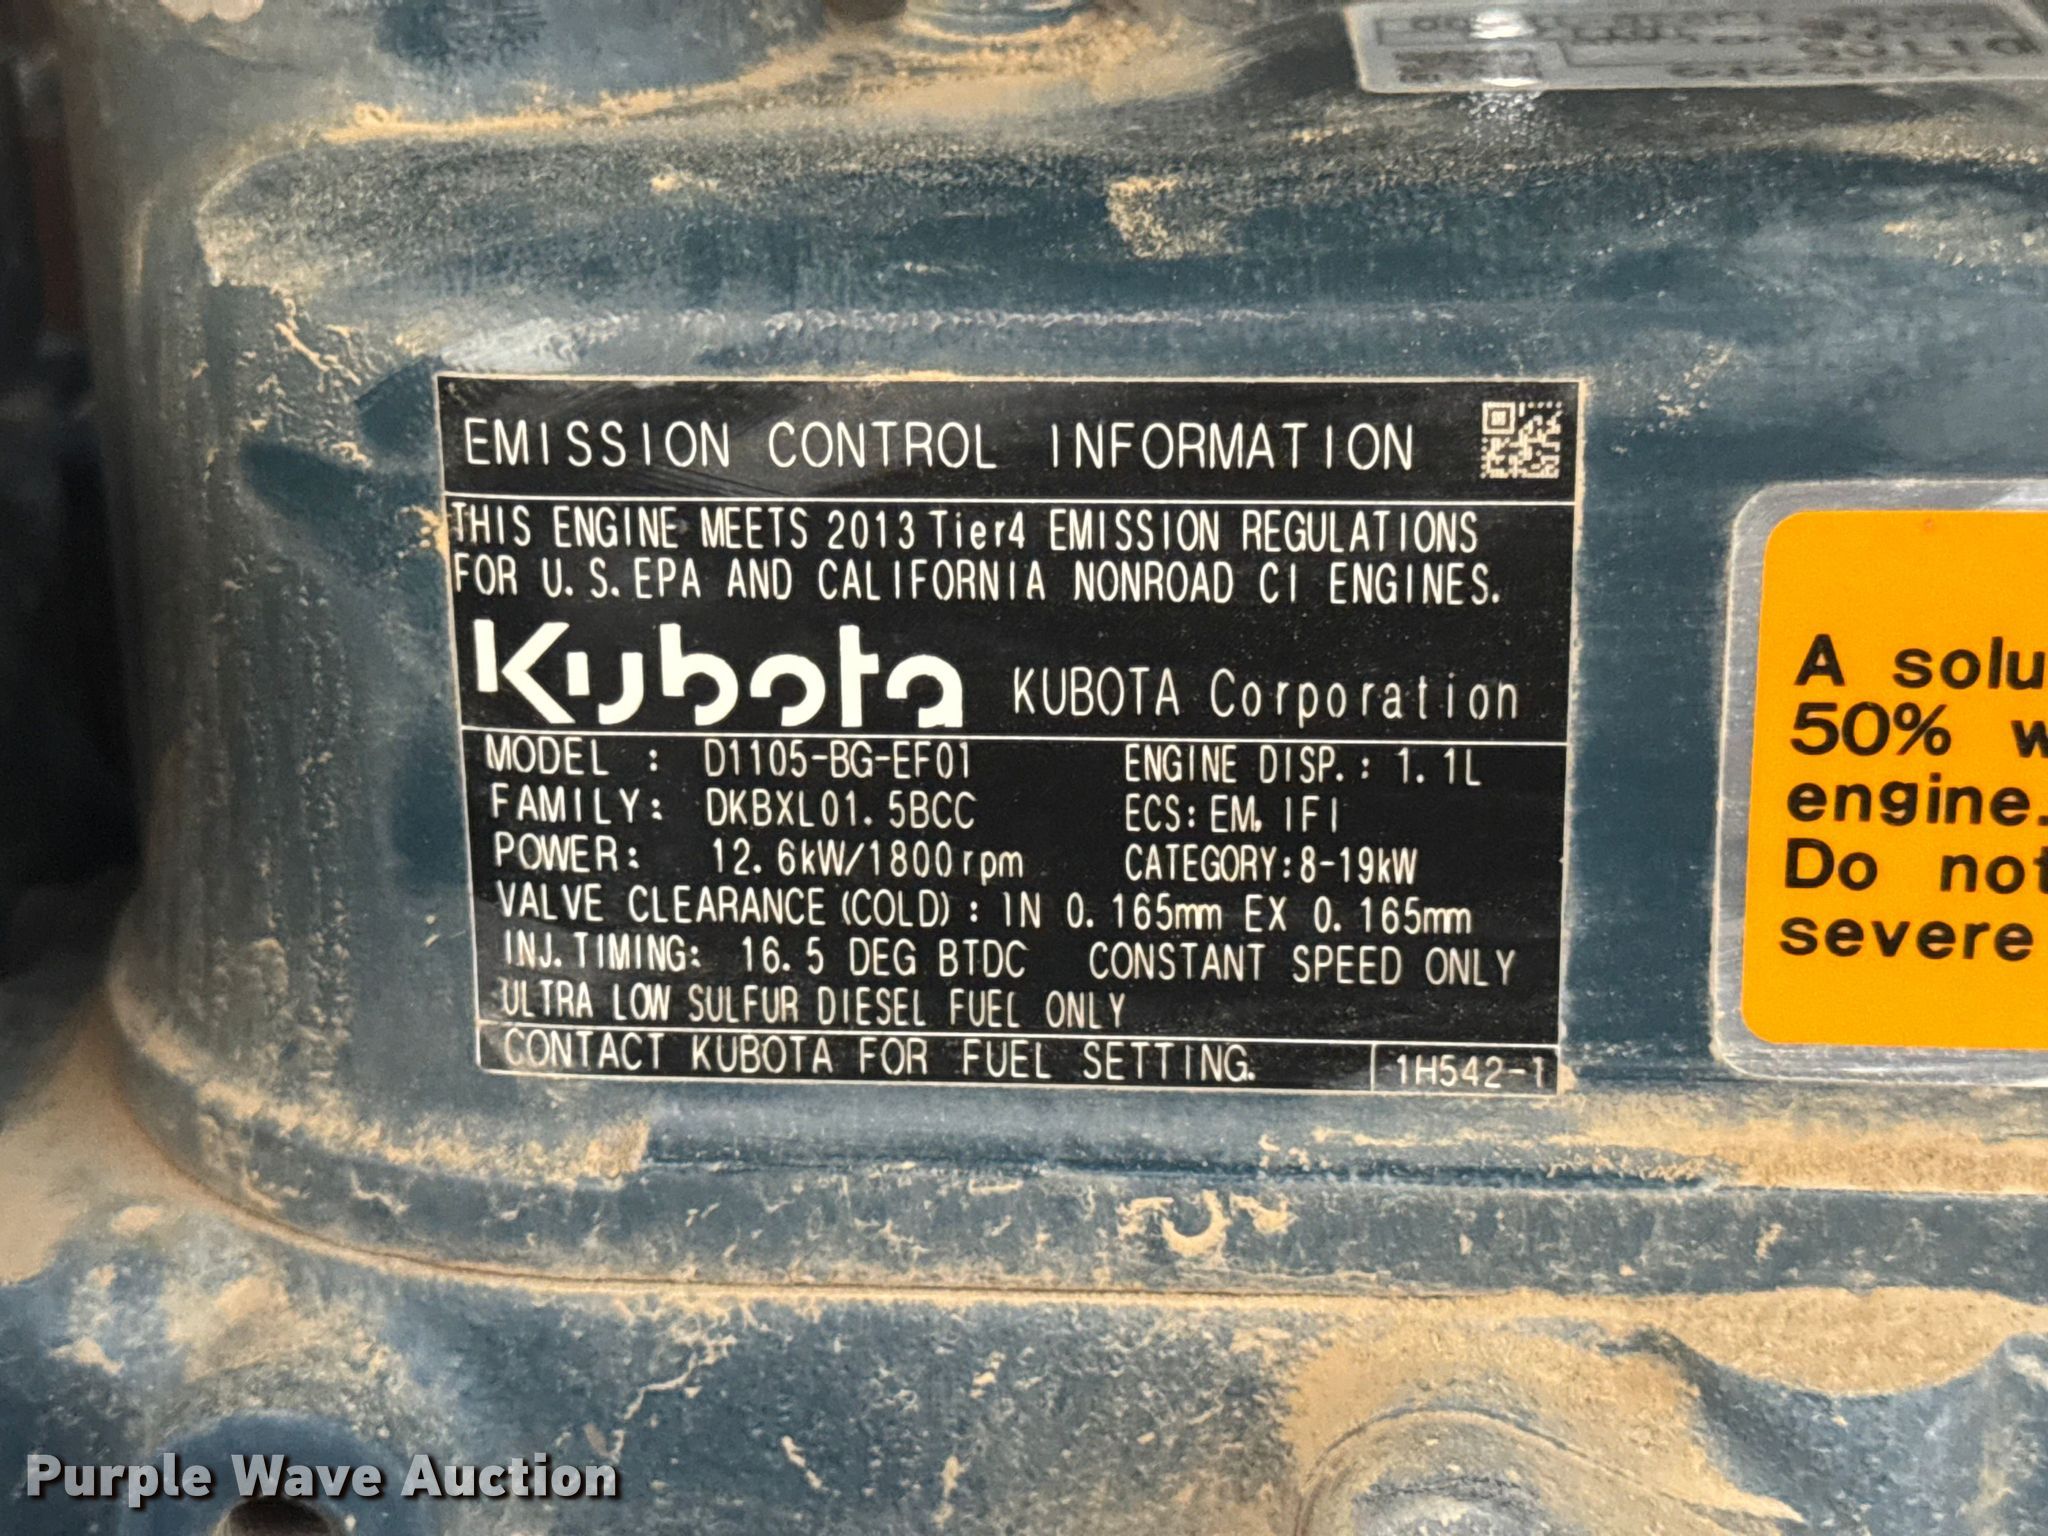 D1105
EMISSION CONTROL INFORMATION
THIS ENGINE MEETS 2013 Tier4 EMISSION REGULATIONS
FOR U.S.EPA AND CALIFORNIA NONROAD CI ENGINES.
Kubota KUBOTA Corporation
MODEL : D1105-BG-EF01 ENGINE DISP.: 1.1L
FAMILY: DKBXL01.5BCC ECS: EM, IFI
POWER: 12.6kW/1800rpm CATEGORY:8-19kW
VALVE CLEARANCE (COLD) : IN 0.165mm EX 0.165mm
INJ.TIMING: 16.5 DEG BTDC CONSTANT SPEED ONLY
ULTRA LOW SULFUR DIESEL FUEL ONLY
CONTACT KUBOTA FOR FUEL SETTING. 1H542-1
A solu
50% w
engine.
Do not
severe
Purple Wave Auction